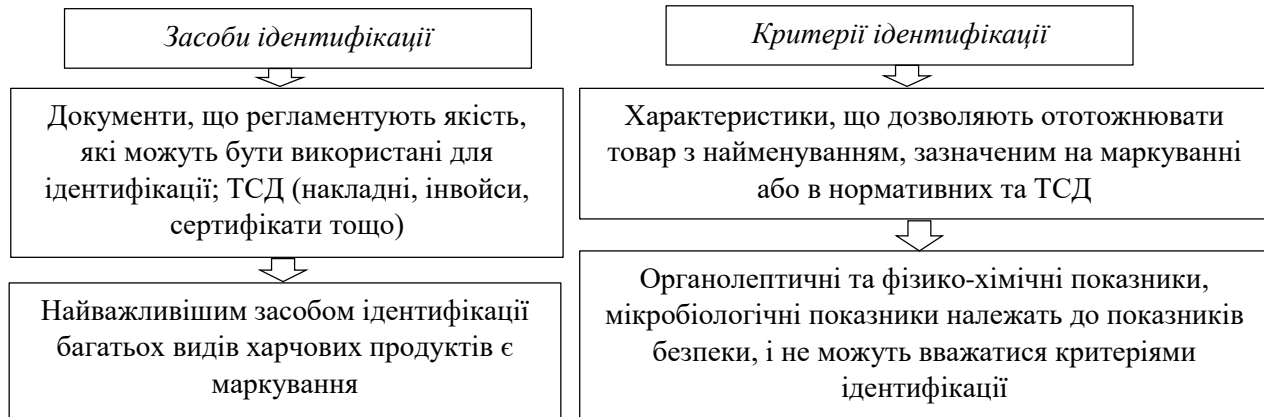 Засоби ідентифікації
Документи, що регламентують якість,
які можуть бути використані для
ідентифікації; ТСД (накладні, інвойси,
сертифікати тощо)
Найважливішим засобом ідентифікації
багатьох видів харчових продуктів є
маркування
Критерії ідентифікації
Характеристики, що дозволяють ототожнювати
товар з найменуванням, зазначеним на маркуванні
або в нормативних та ТСД
Органолептичні та фізико-хімічні показники,
мікробіологічні показники належать до показників
безпеки, і не можуть вважатися критеріями
ідентифікації